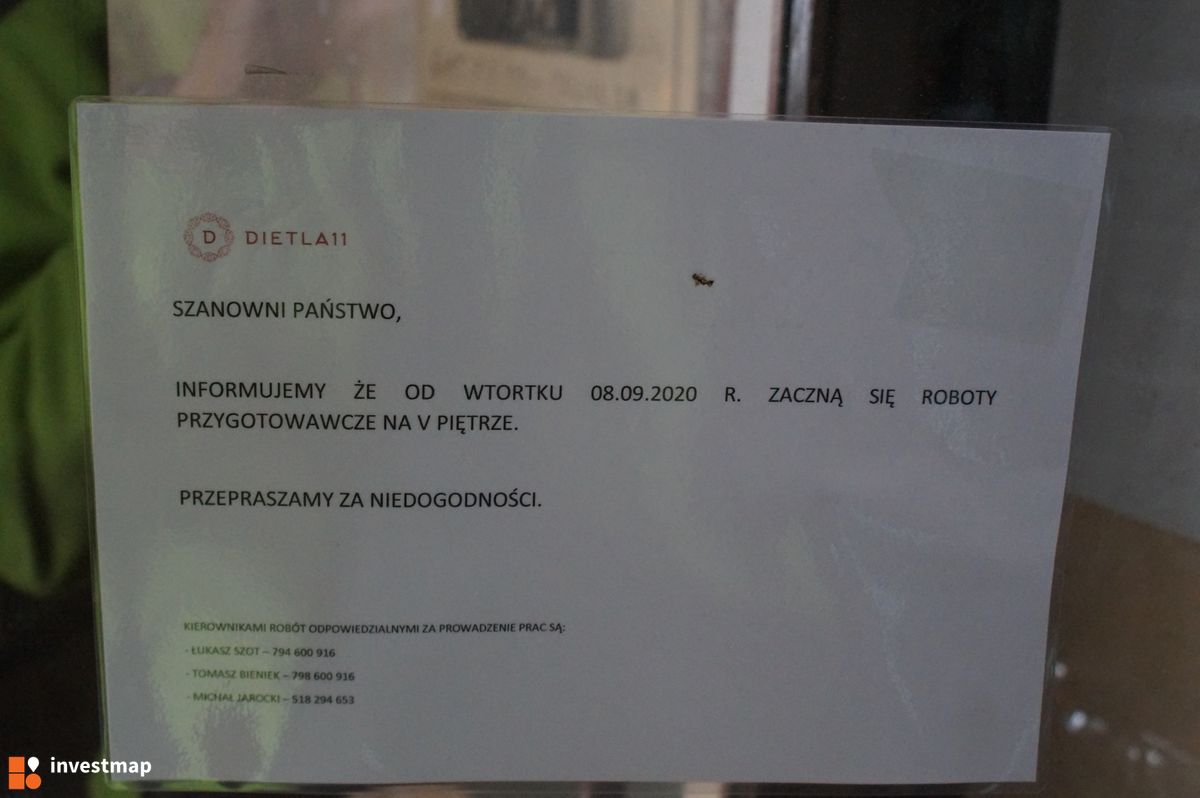 D DIETLA11
SZANOWNI PAŃSTWO,
INFORMUJEMY ŻE OD WTORTKU 08.09.2020 R. ZACZNĄ SIĘ ROBOTY
PRZYGOTOWAWCZE NA V PIĘTRZE.
PRZEPRASZAMY ZA NIEDOGODNOŚCI.
KIEROWNIKAMI ROBÓT ODPOWIEDZIALNYMI ZA PROWADZENIE PRAC SĄ:
- ŁUKASZ SZOT – 794 600 916
- TOMASZ BIENIEK – 798 600 916
- MICHAŁ JAROCKI – 518 294 653
investmap